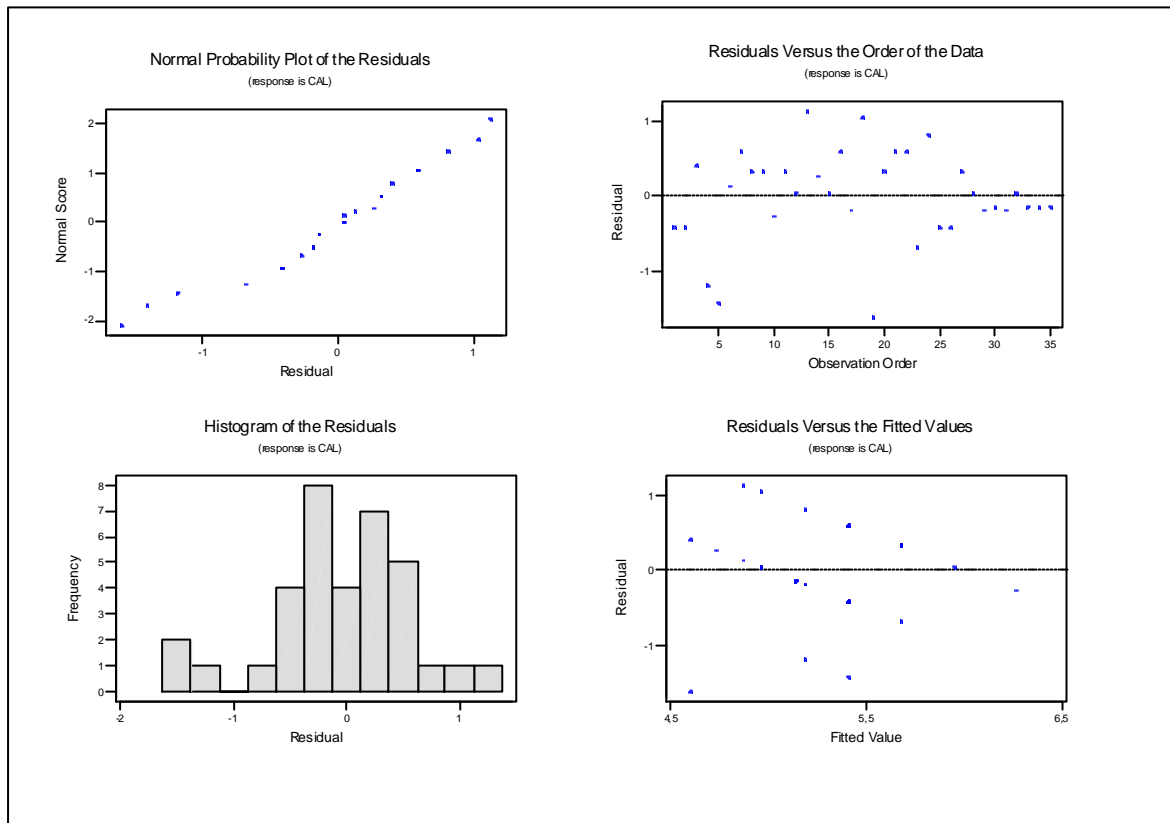 Normal Probability Plot of the Residuals
(response is CAL)
2
1
0
-1
-2
Normal Score
-1 0 1
Residual
Residuals Versus the Order of the Data
(response is CAL)
1
0
-1
Residual
5 10 15 20 25 30 35
Observation Order
Histogram of the Residuals
(response is CAL)
8
7
6
5
4
3
2
1
0
Frequency
-2 -1 0 1
Residual
Residuals Versus the Fitted Values
(response is CAL)
1
0
-1
Residual
4,5 5,5 6,5
Fitted Value